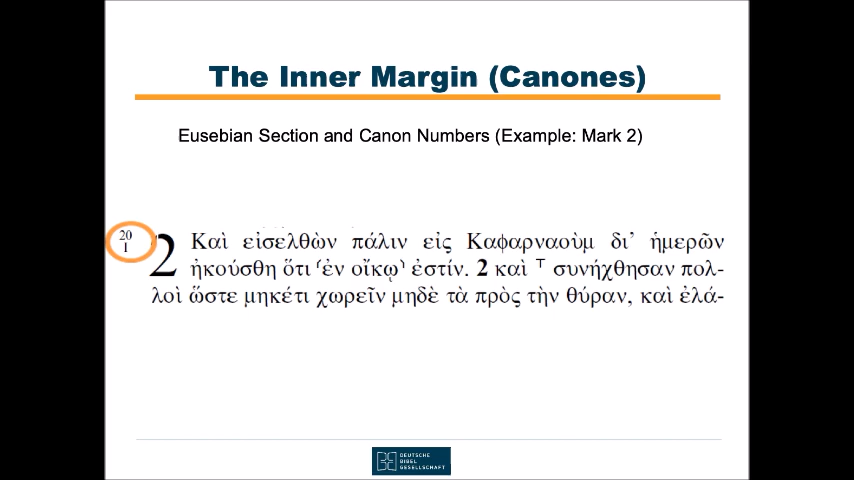 The Inner Margin (Canones)
Eusebian Section and Canon Numbers (Example: Mark 2)
20
I
2 Καὶ εἰσελθὼν πάλιν εἰς Καφαρναοὺμ δι’ ἡμερῶν
ἠκούσθη ὅτι ⸂ἐν οἴκῳ⸃ ἐστίν. 2 καὶ ⸆ συνήχθησαν πολ-
λοὶ ὥστε μηκέτι χωρεῖν μηδὲ τὰ πρὸς τὴν θύραν, καὶ ἐλά-
DEUTSCHE
BIBEL
GESELLSCHAFT